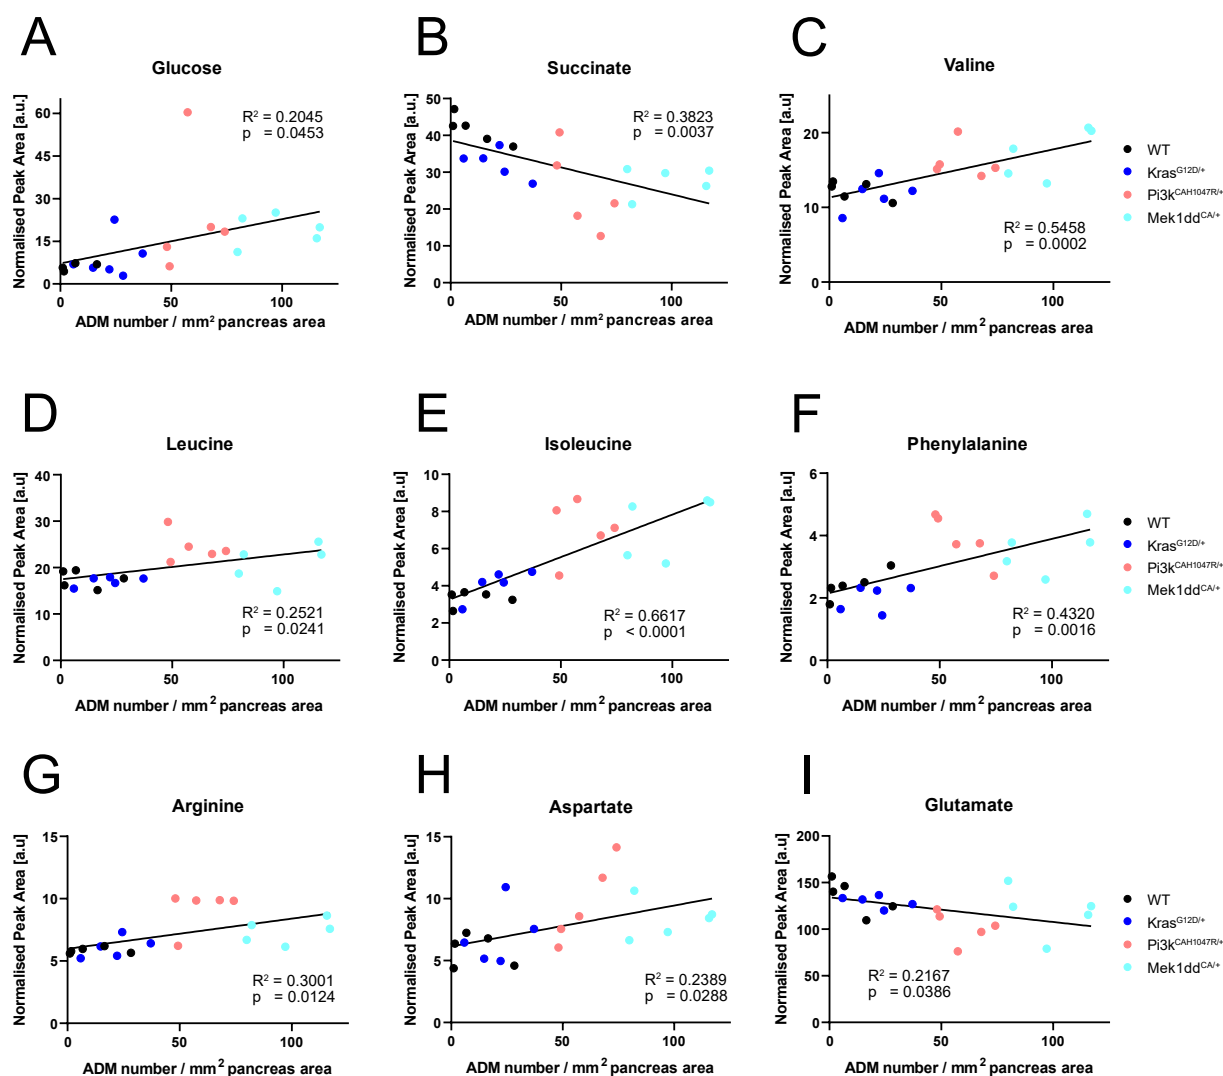 A
Glucose
Normalised Peak Area [a.u.]
60
45
30
15
0
R² = 0.2045
p = 0.0453
0 50 100
ADM number / mm² pancreas area
B
Succinate
Normalised Peak Area [a.u.]
50
40
30
20
10
0
R² = 0.3823
p = 0.0037
0 50 100
ADM number / mm² pancreas area
C
Valine
Normalised Peak Area [a.u]
20
10
0
R² = 0.5458
p = 0.0002
0 50 100
ADM number / mm² pancreas area
WT
Kras^G12D/+
Pi3k^CAH1047R/+
Mek1dd^CA/+
D
Leucine
Normalised Peak Area [a.u]
40
30
20
10
0
R² = 0.2521
p = 0.0241
0 50 100
ADM number / mm² pancreas area
E
Isoleucine
Normalised Peak Area [a.u]
10
8
6
4
2
0
R² = 0.6617
p < 0.0001
0 50 100
ADM number / mm² pancreas area
F
Phenylalanine
Normalised Peak Area [a.u]
6
4
2
0
R² = 0.4320
p = 0.0016
0 50 100
ADM number / mm² pancreas area
WT
Kras^G12D/+
Pi3k^CAH1047R/+
Mek1dd^CA/+
G
Arginine
Normalised Peak Area [a.u]
15
10
5
0
R² = 0.3001
p = 0.0124
0 50 100
ADM number / mm² pancreas area
H
Aspartate
Normalised Peak Area [a.u]
15
10
5
0
R² = 0.2389
p = 0.0288
0 50 100
ADM number / mm² pancreas area
I
Glutamate
Normalised Peak Area [a.u]
200
150
100
50
0
R² = 0.2167
p = 0.0386
0 50 100
ADM number / mm² pancreas area
WT
Kras^G12D/+
Pi3k^CAH1047R/+
Mek1dd^CA/+